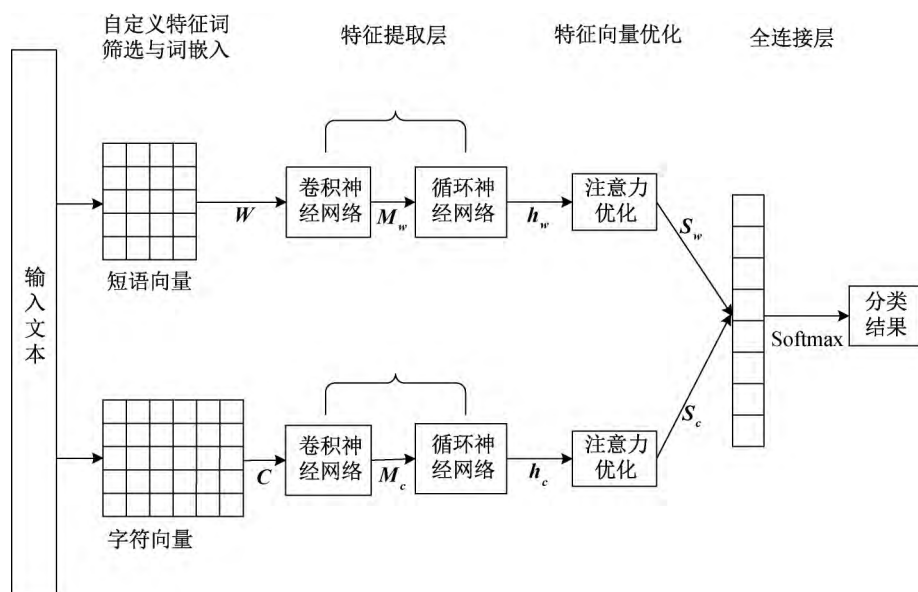 自定义特征词
筛选与词嵌入
特征提取层
特征向量优化
全连接层
输入文本
短语向量
W
卷积神
经网络
M_w
循环神
经网络
h_w
注意力
优化
S_w
字符向量
C
卷积神
经网络
M_c
循环神
经网络
h_c
注意力
优化
S_c
Softmax
分类
结果